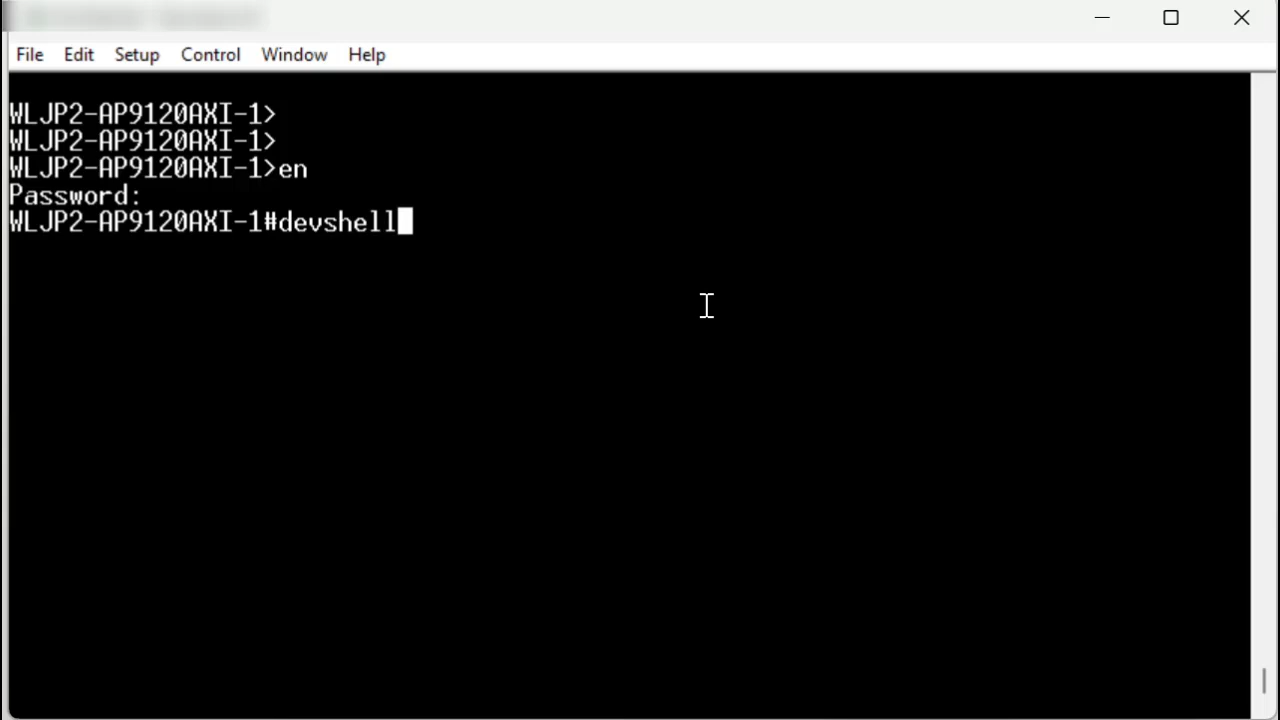 File Edit Setup Control Window Help
WLJP2-AP9120AXI-1>
WLJP2-AP9120AXI-1>
WLJP2-AP9120AXI-1>en
Password:
WLJP2-AP9120AXI-1#devshell